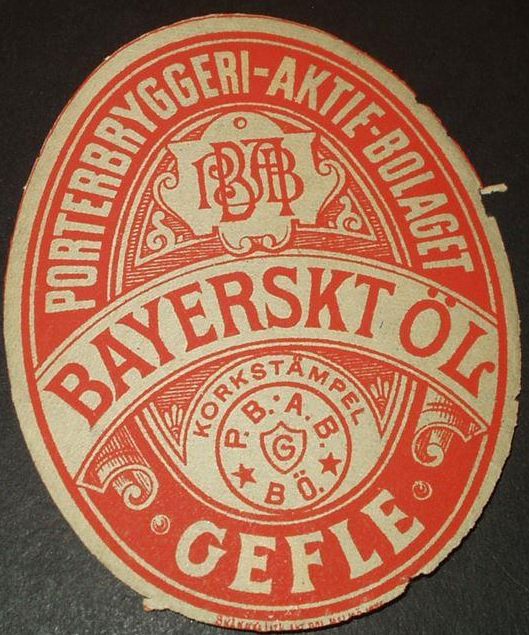 PORTERBRYGGERI-AKTIE-BOLAGET
PBAB
BAYERSKT ÖL
KORKSTÄMPEL
P.B.A.B.
G
BÖ.
GEFLE